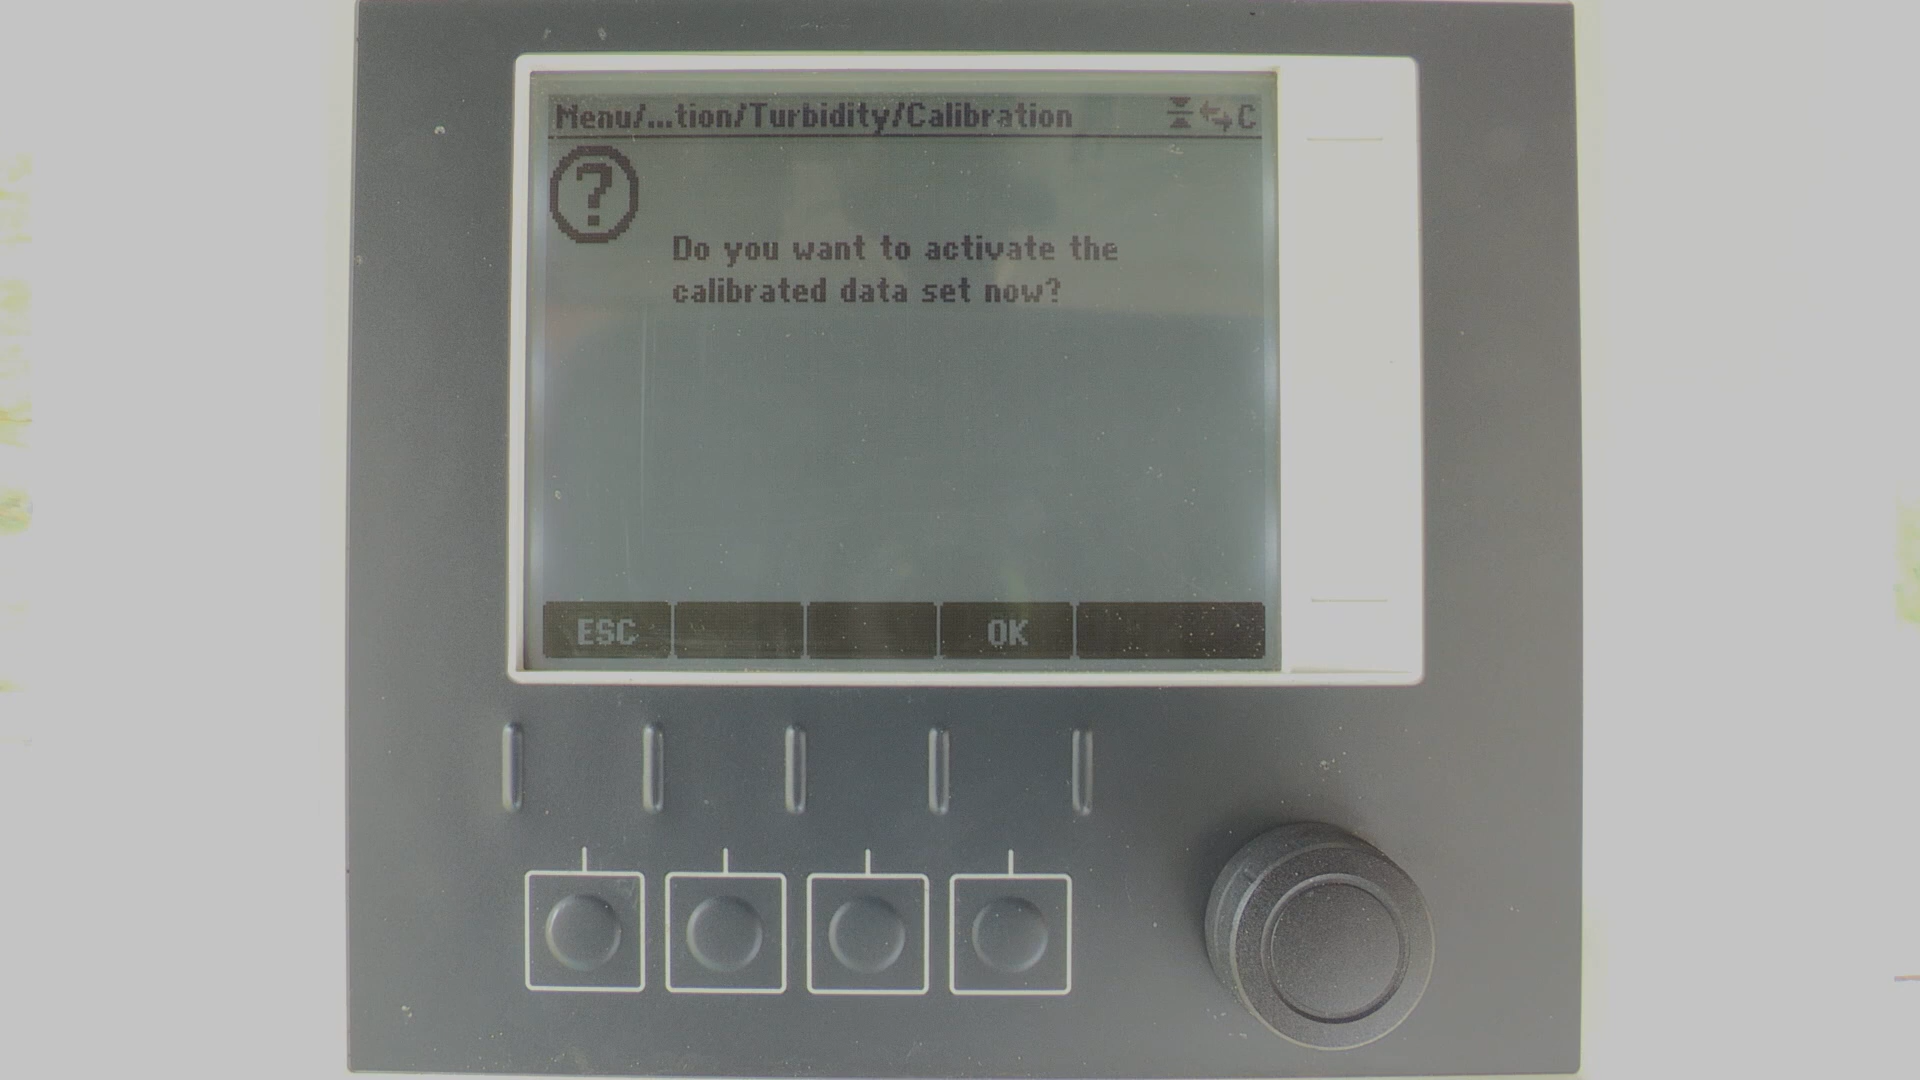 Menu/...tion/Turbidity/Calibration C
?
Do you want to activate the
calibrated data set now?
ESC OK